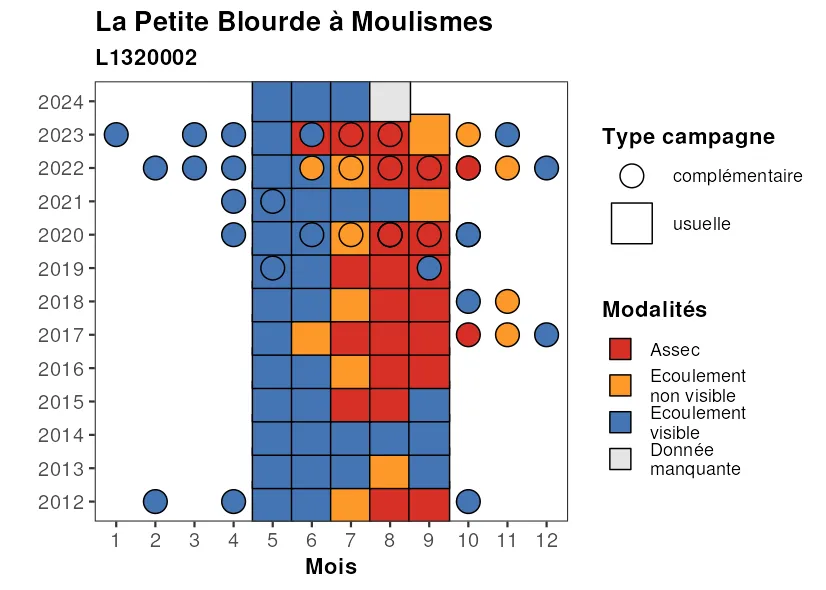 La Petite Blourde à Moulismes
L1320002
2024
2023
2022
2021
2020
2019
2018
2017
2016
2015
2014
2013
2012
1 2 3 4 5 6 7 8 9 10 11 12
Mois
Type campagne
complémentaire
usuelle
Modalités
Assec
Ecoulement
non visible
Ecoulement
visible
Donnée
manquante